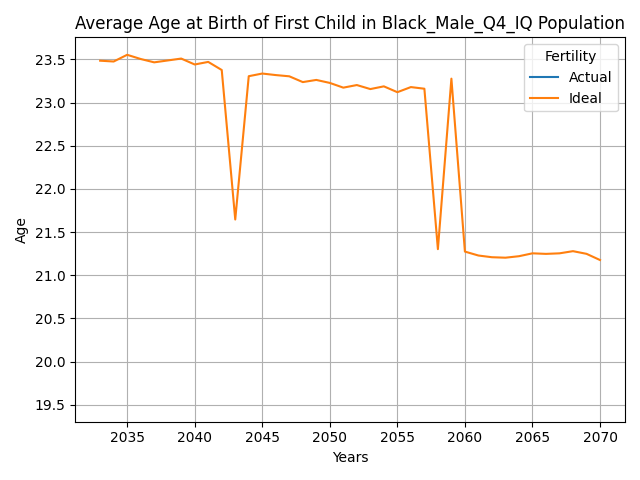 Average Age at Birth of First Child in Black_Male_Q4_IQ Population
Fertility
Actual
Ideal
Age
23.5
23.0
22.5
22.0
21.5
21.0
20.5
20.0
19.5
2035
2040
2045
2050
2055
2060
2065
2070
Years